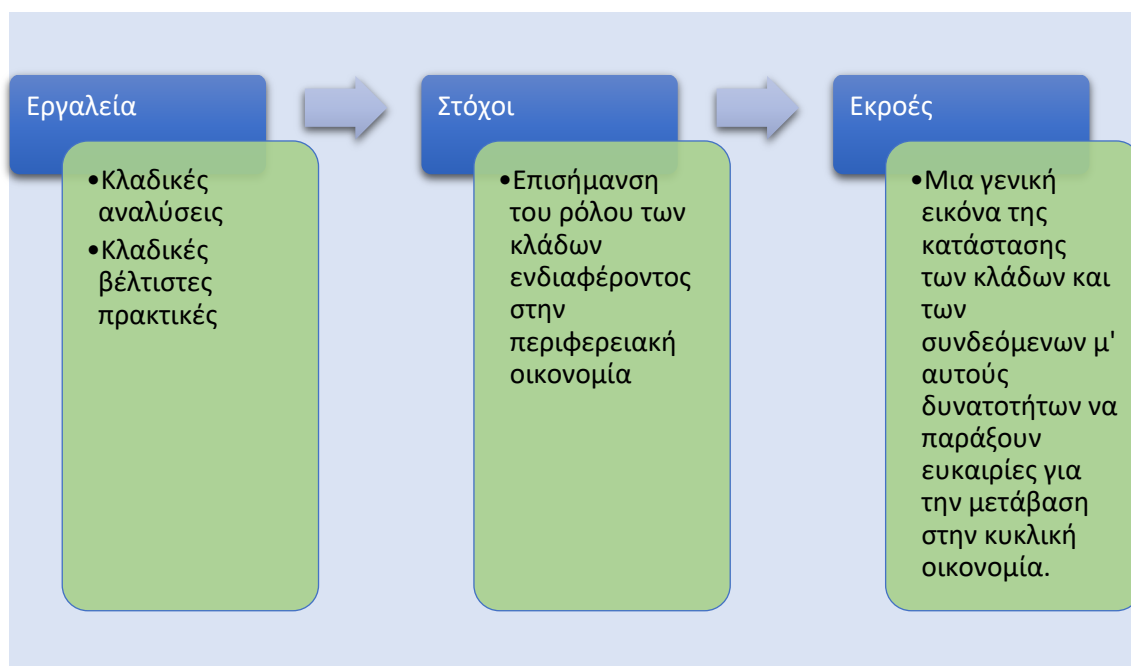 Εργαλεία
•Κλαδικές
αναλύσεις
•Κλαδικές
βέλτιστες
πρακτικές
Στόχοι
•Επισήμανση
του ρόλου των
κλάδων
ενδιαφέροντος
στην
περιφερειακή
οικονομία
Εκροές
•Μια γενική
εικόνα της
κατάστασης
των κλάδων και
των
συνδεόμενων μ'
αυτούς
δυνατοτήτων να
παράξουν
ευκαιρίες για
την μετάβαση
στην κυκλική
οικονομία.